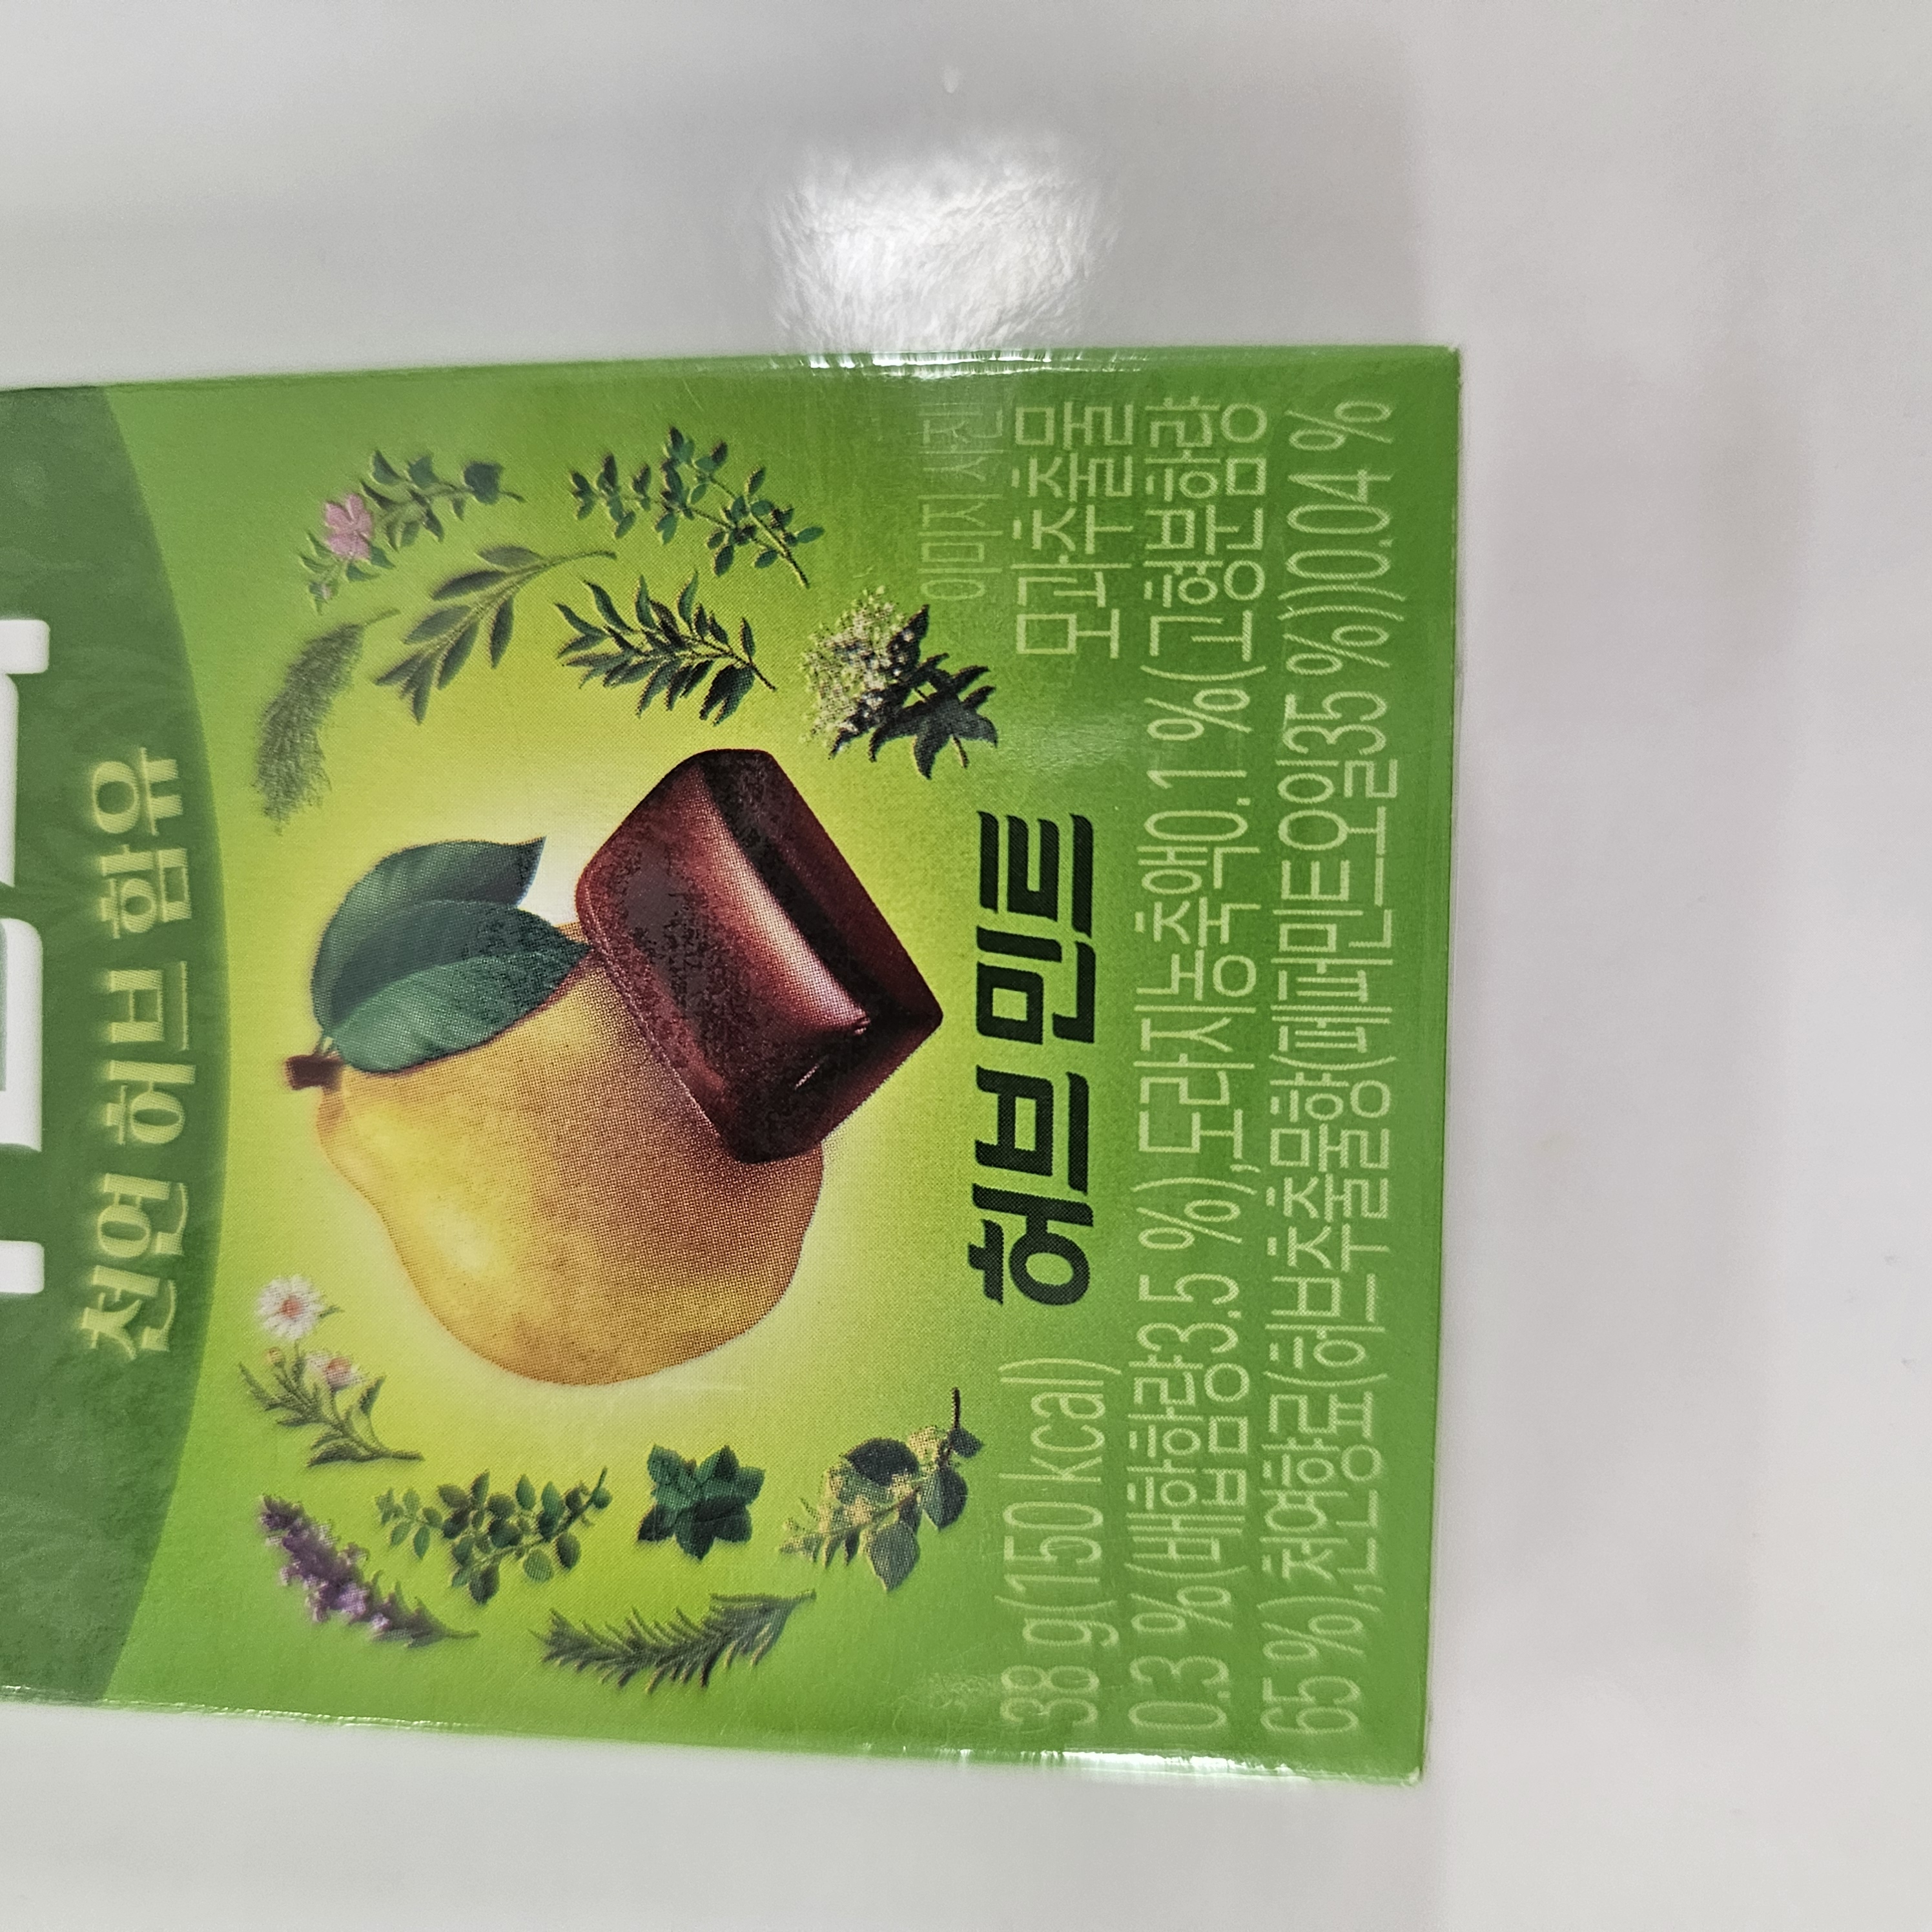 천연 허브 함유
이미지 사진
허브민트
38 g(150 kcal) 모과추출물
0.3 %(배합함량3.5 %),도라지농축액0.1 %(고형분함량
65 %),천연향료(허브추출물향(페퍼민트오일35 %))0.04 %